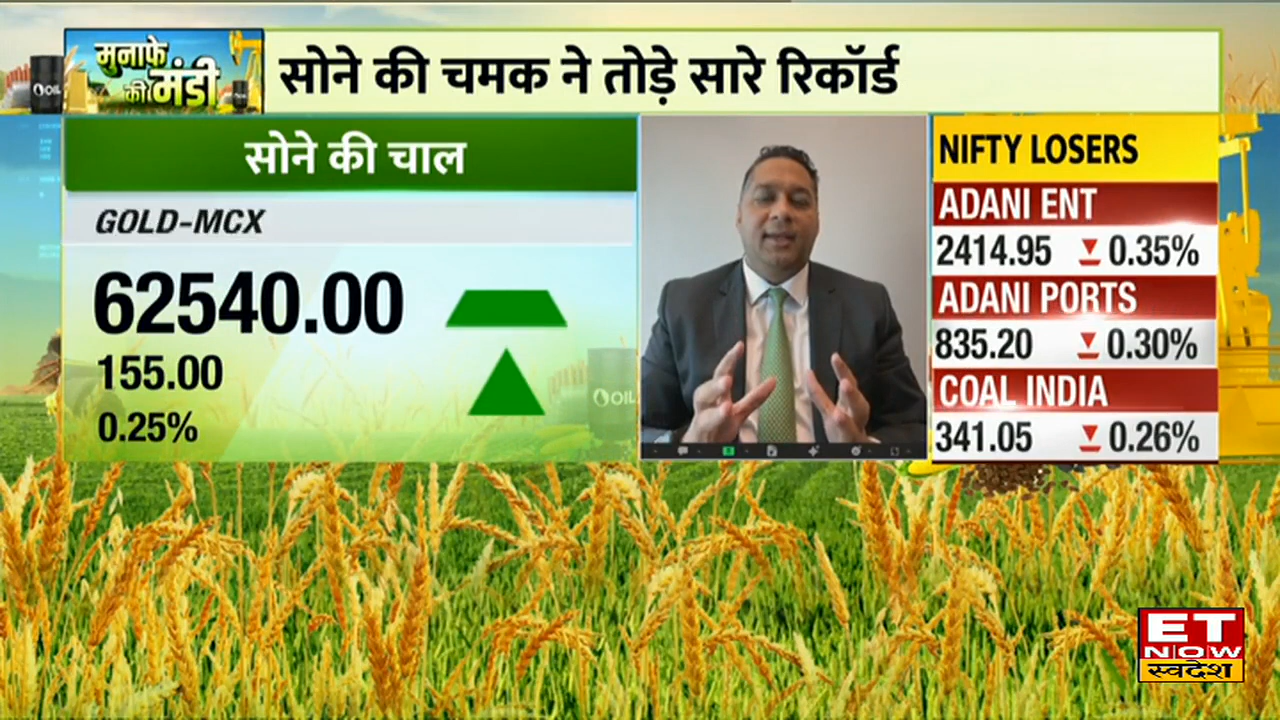 मुनाफे
की मंडी
सोने की चमक ने तोड़े सारे रिकॉर्ड
सोने की चाल
GOLD-MCX
62540.00
155.00
0.25%
NIFTY LOSERS
ADANI ENT
2414.95 0.35%
ADANI PORTS
835.20 0.30%
COAL INDIA
341.05 0.26%
OIL
OIL
ET
NOW
स्वदेश